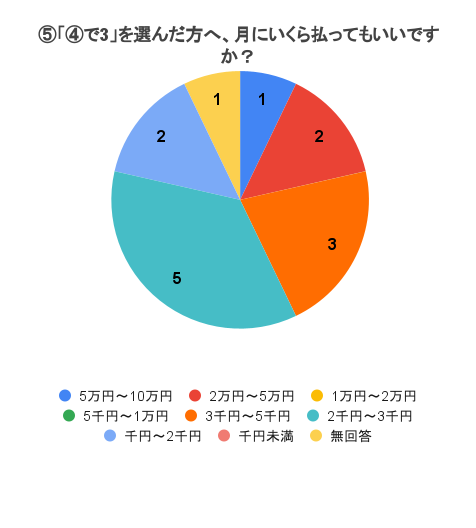 ⑤「④で3」を選んだ方へ、月にいくら払ってもいいです
か？
1
1
2
2
3
5
5万円〜10万円 2万円〜5万円 1万円〜2万円
5千円〜1万円 3千円〜5千円 2千円〜3千円
千円〜2千円 千円未満 無回答